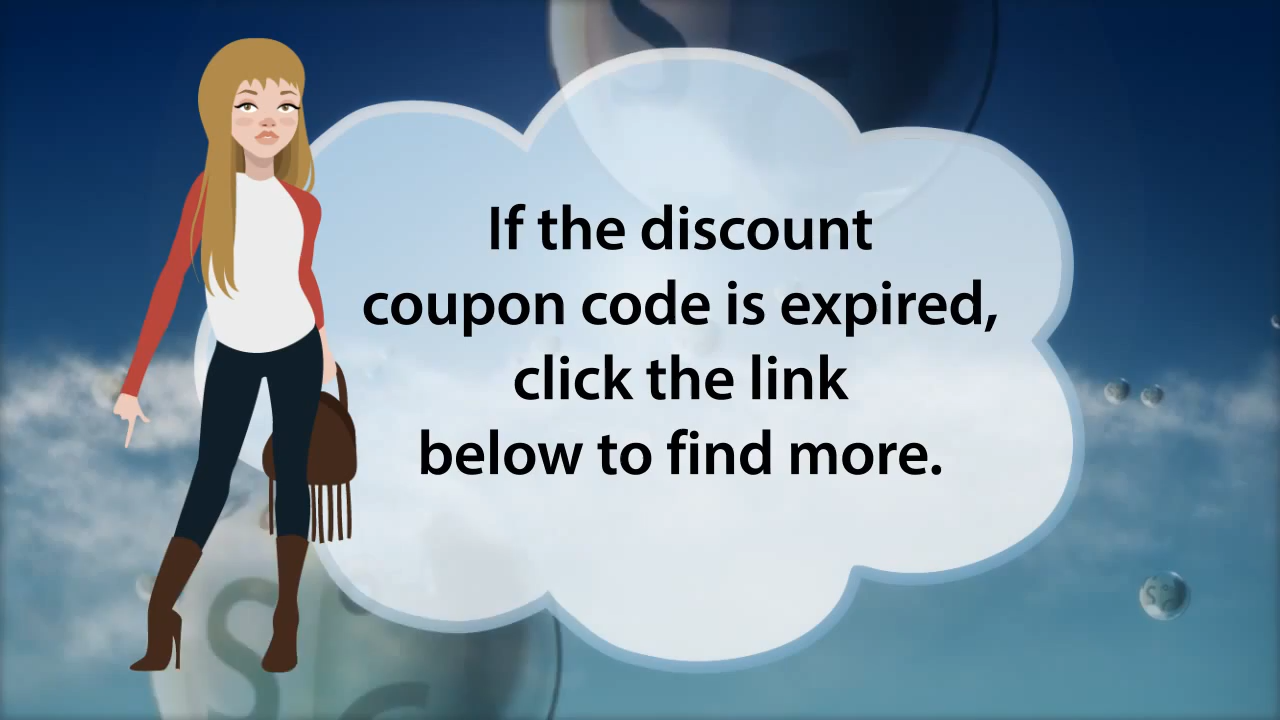 If the discount
coupon code is expired,
click the link
below to find more.